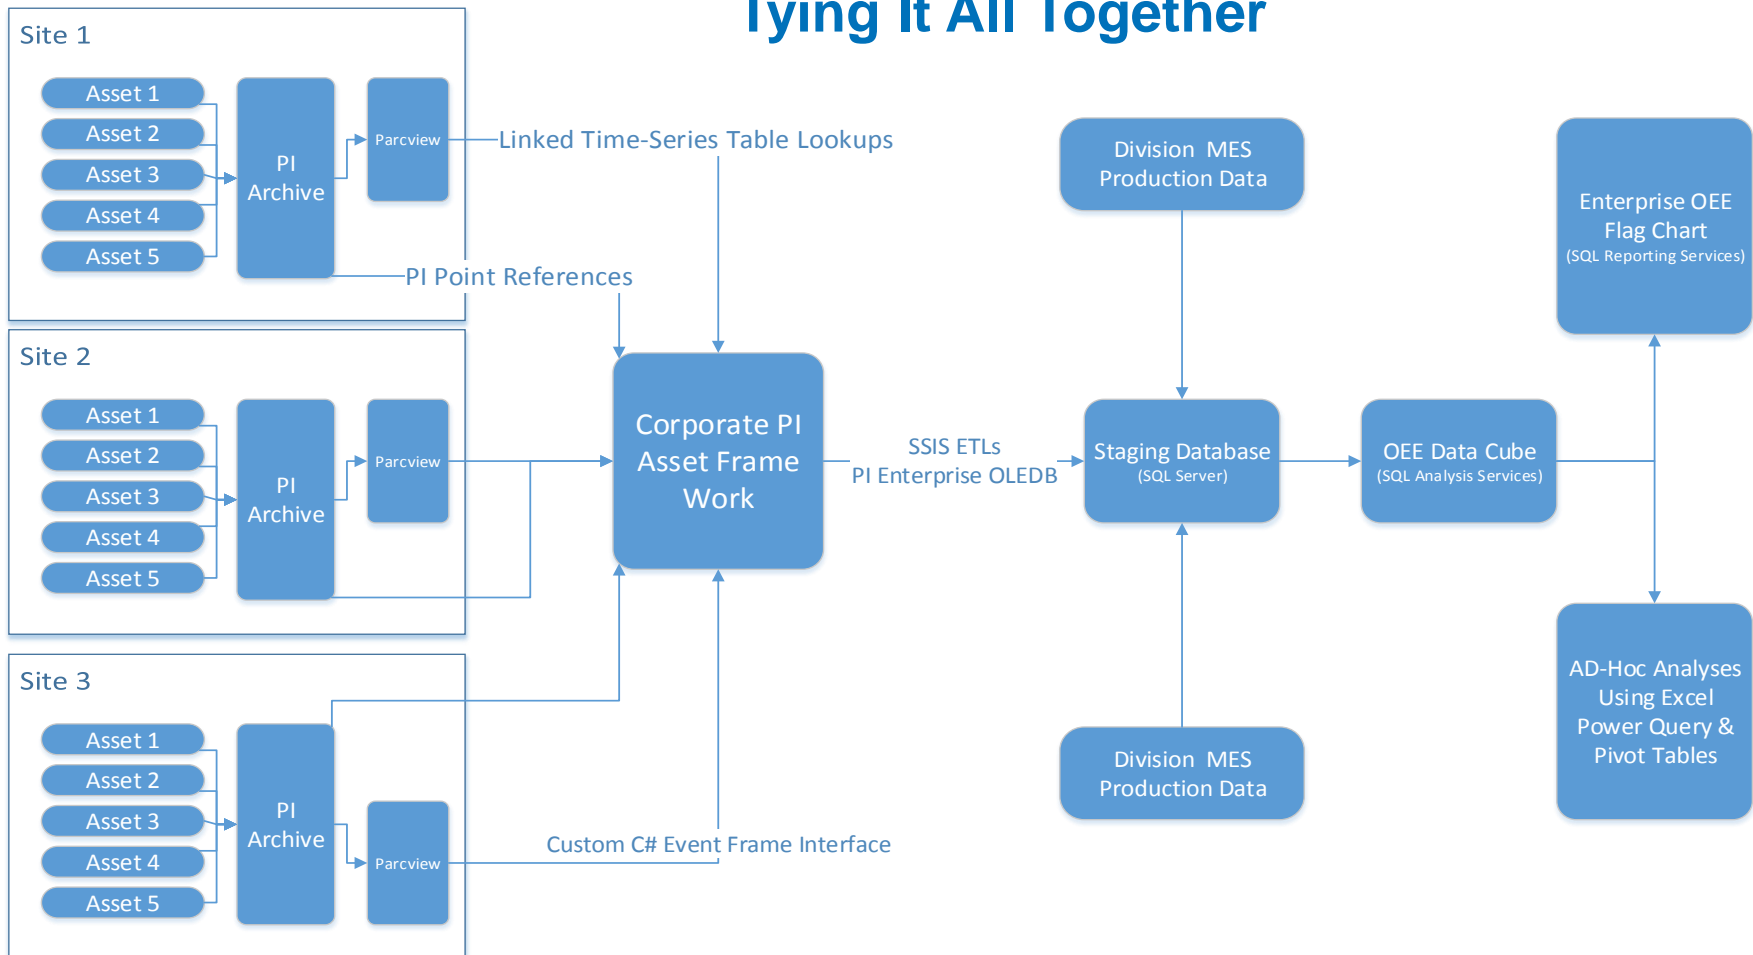 Tying It All Together
Site 1
Asset 1
Asset 2
Asset 3
Asset 4
Asset 5
PI
Archive
Parcview
Linked Time-Series Table Lookups
PI Point References
Site 2
Asset 1
Asset 2
Asset 3
Asset 4
Asset 5
PI
Archive
Parcview
Site 3
Asset 1
Asset 2
Asset 3
Asset 4
Asset 5
PI
Archive
Parcview
Custom C# Event Frame Interface
Corporate PI
Asset Frame
Work
SSIS ETLs
PI Enterprise OLEDB
Division MES
Production Data
Staging Database
(SQL Server)
Division MES
Production Data
OEE Data Cube
(SQL Analysis Services)
Enterprise OEE
Flag Chart
(SQL Reporting Services)
AD-Hoc Analyses
Using Excel
Power Query &
Pivot Tables